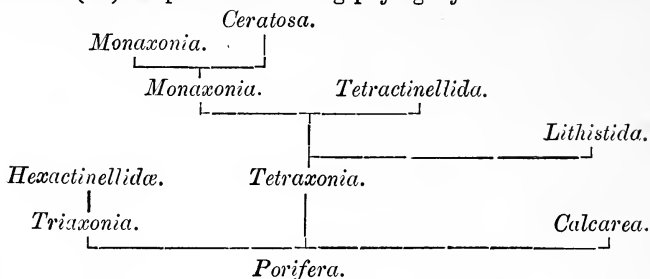 Ceratosa.
Monaxonia.
Monaxonia. Tetractinellida.
Lithistida.
Hexactinellidæ. Tetraxonia.
Triaxonia. Calcarea.
Porifera.